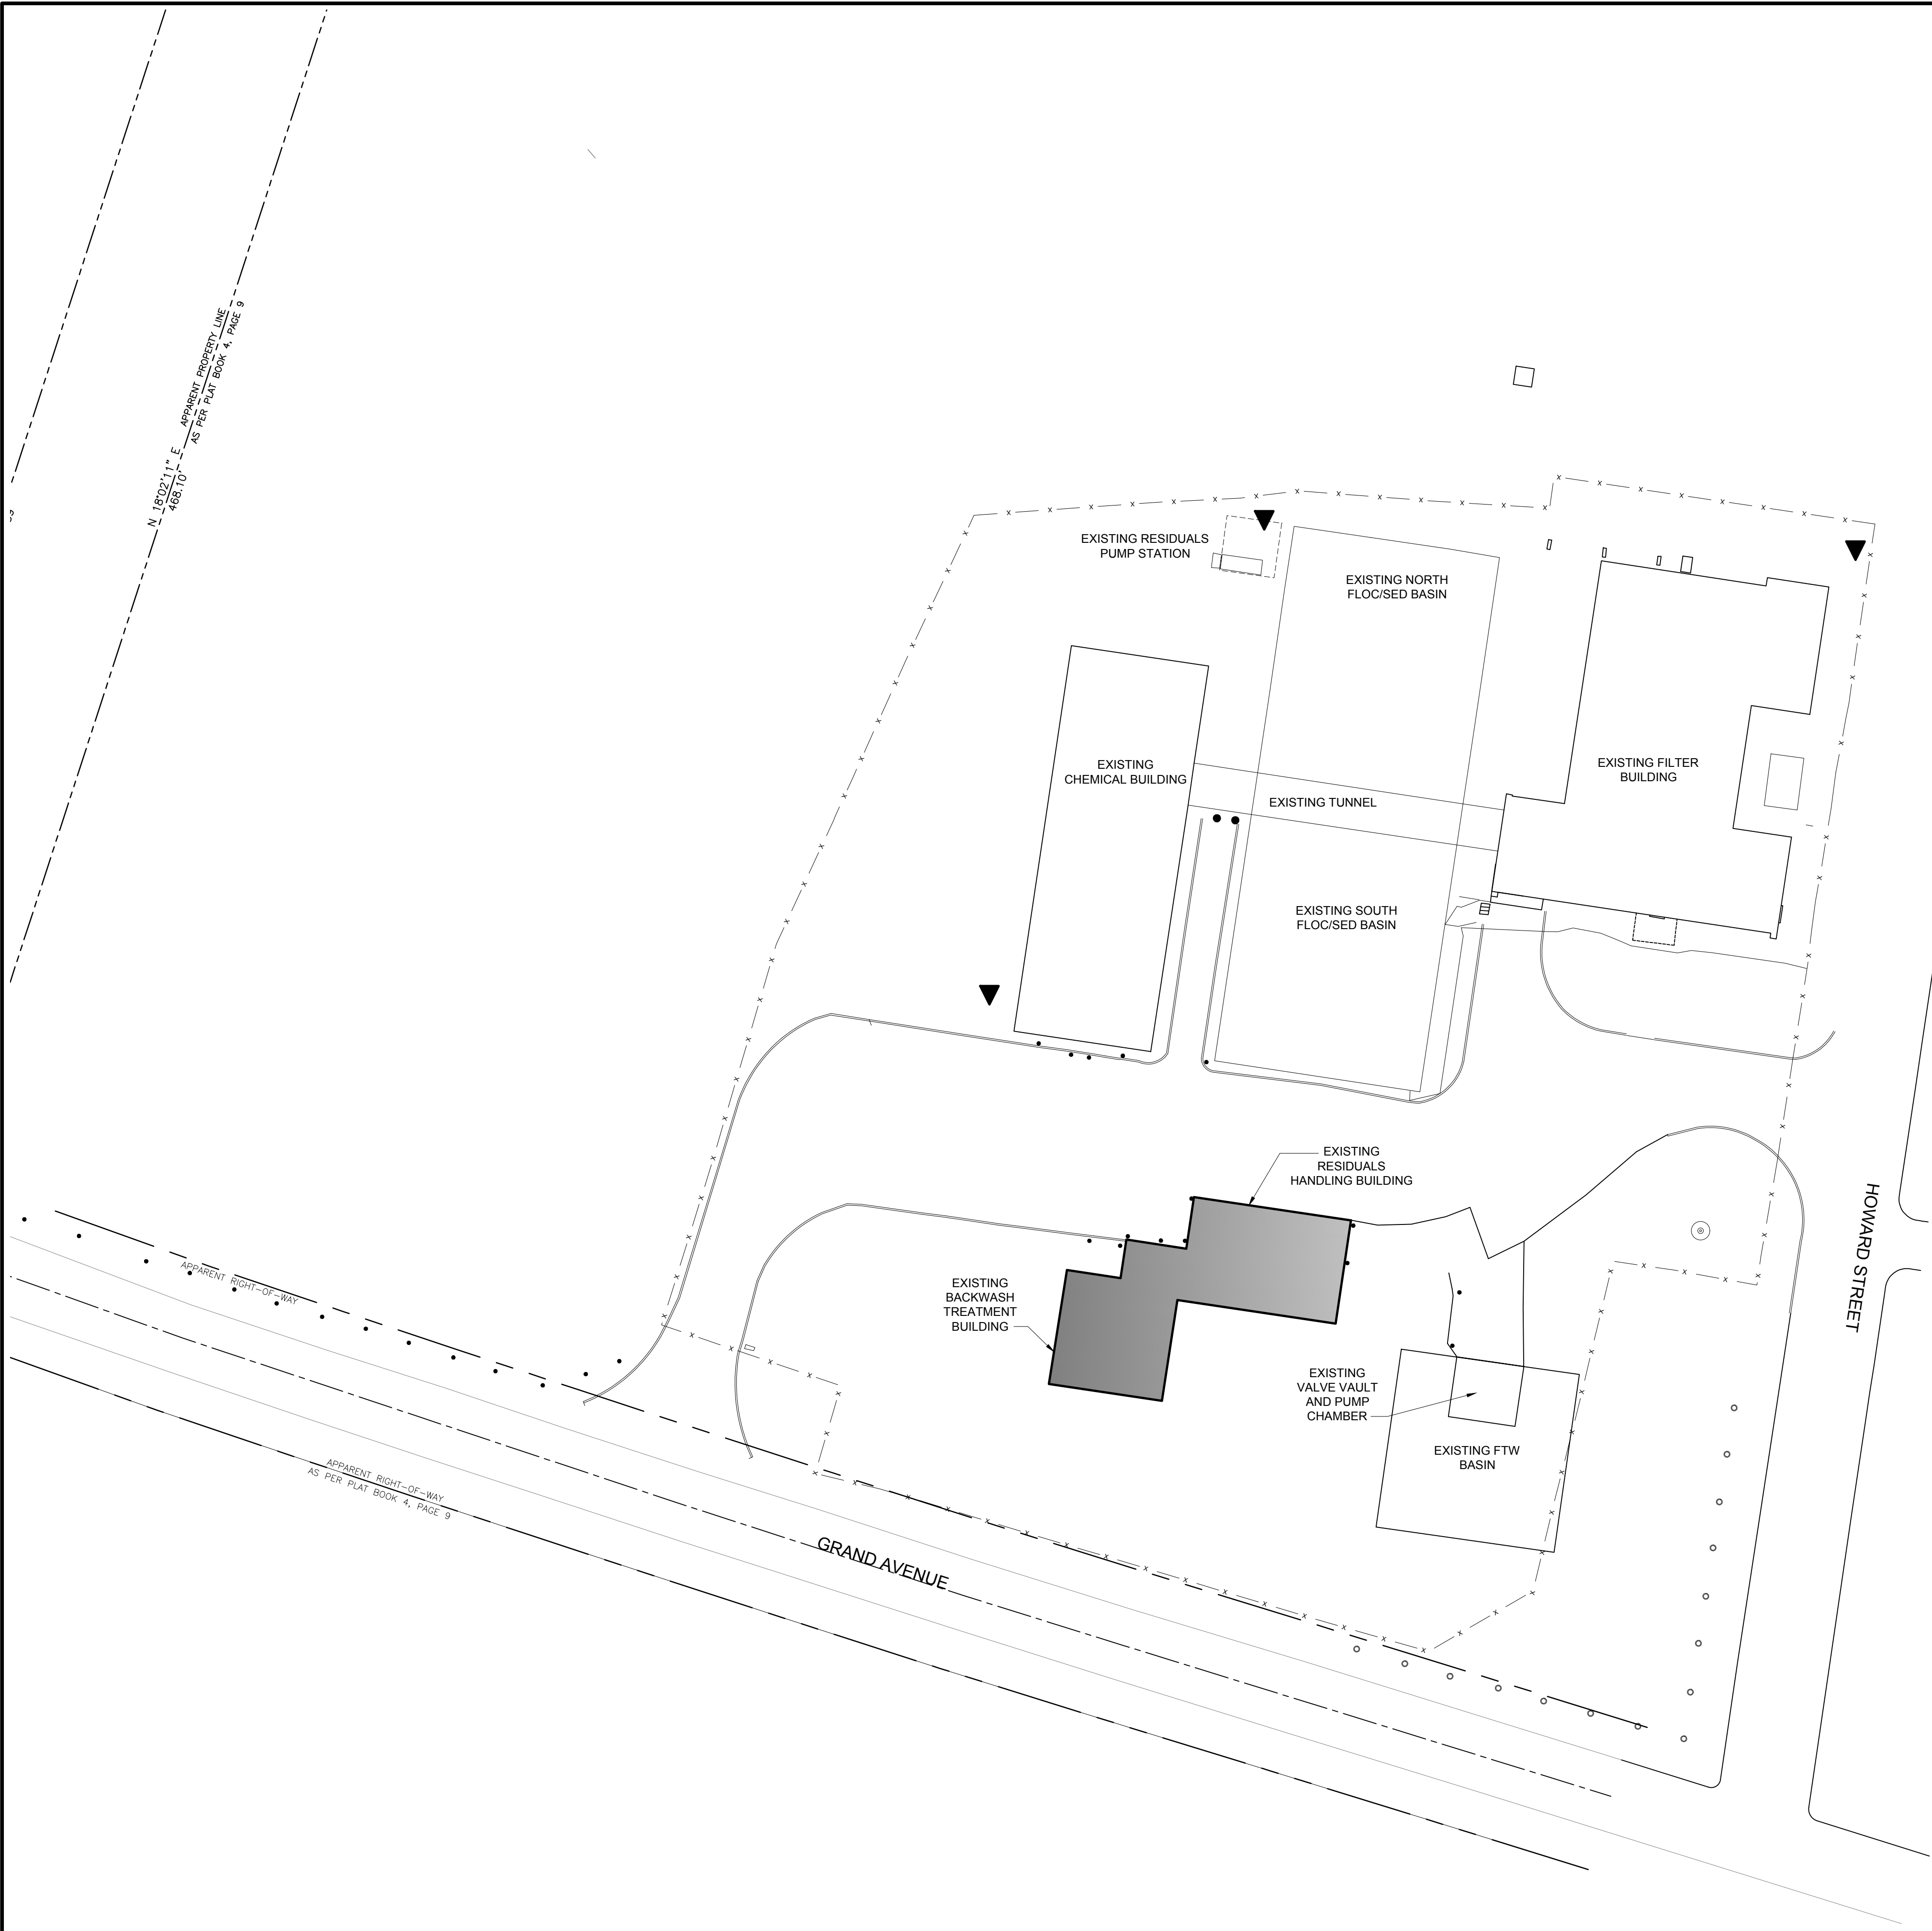 APPARENT PROPERTY LINE
AS PER PLAT BOOK 4, PAGE 9
N 18°02'11" E
468.10'
EXISTING RESIDUALS
PUMP STATION
EXISTING NORTH
FLOC/SED BASIN
EXISTING
CHEMICAL BUILDING
EXISTING TUNNEL
EXISTING FILTER
BUILDING
EXISTING SOUTH
FLOC/SED BASIN
EXISTING
RESIDUALS
HANDLING BUILDING
HOWARD STREET
APPARENT RIGHT-OF-WAY
EXISTING
BACKWASH
TREATMENT
BUILDING
EXISTING
VALVE VAULT
AND PUMP
CHAMBER
EXISTING FTW
BASIN
APPARENT RIGHT-OF-WAY
AS PER PLAT BOOK 4, PAGE 9
GRAND AVENUE